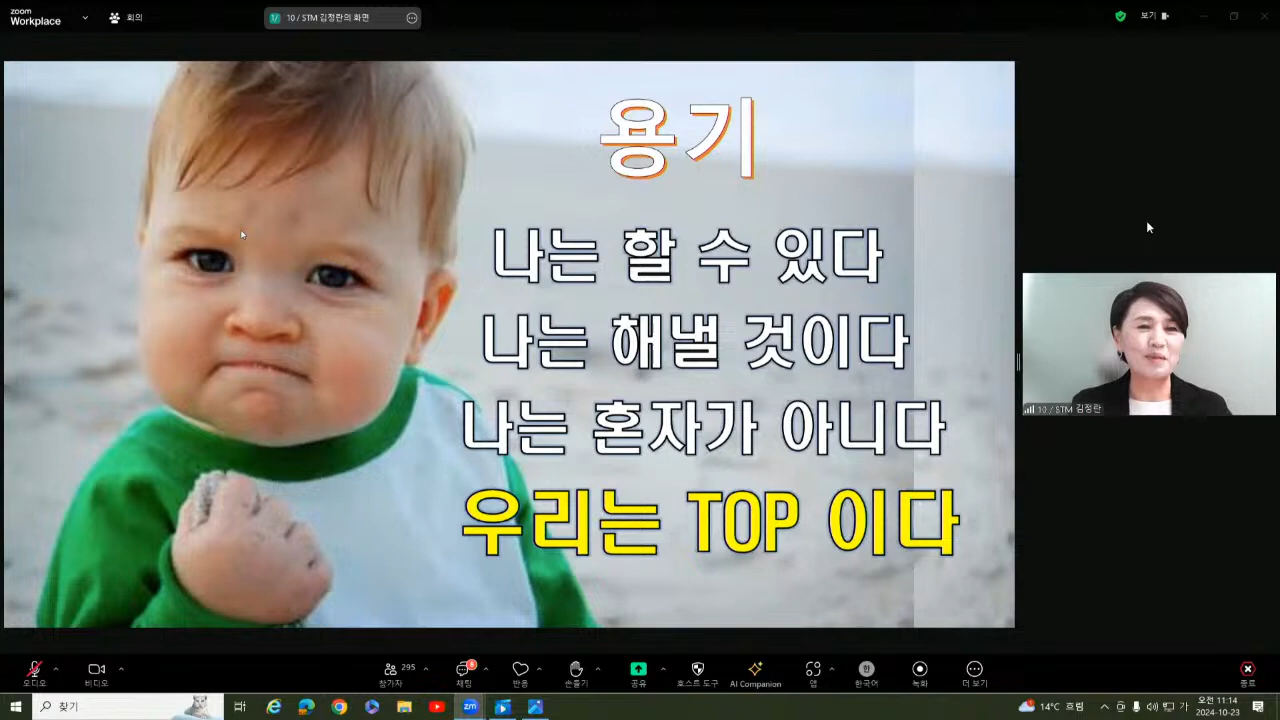 zoom
Workplace
회의
10 / STM 김정란의 화면
보기
용기
나는 할 수 있다
나는 해낼 것이다
나는 혼자가 아니다
우리는 TOP 이다
10 / STM 김정란
295
8
오디오
비디오
참가자
채팅
반응
손들기
공유
호스트 도구
AI Companion
앱
한
한국어
녹화
더 보기
종료
찾기
zm
14°C 흐림
가
오전 11:14
2024-10-23